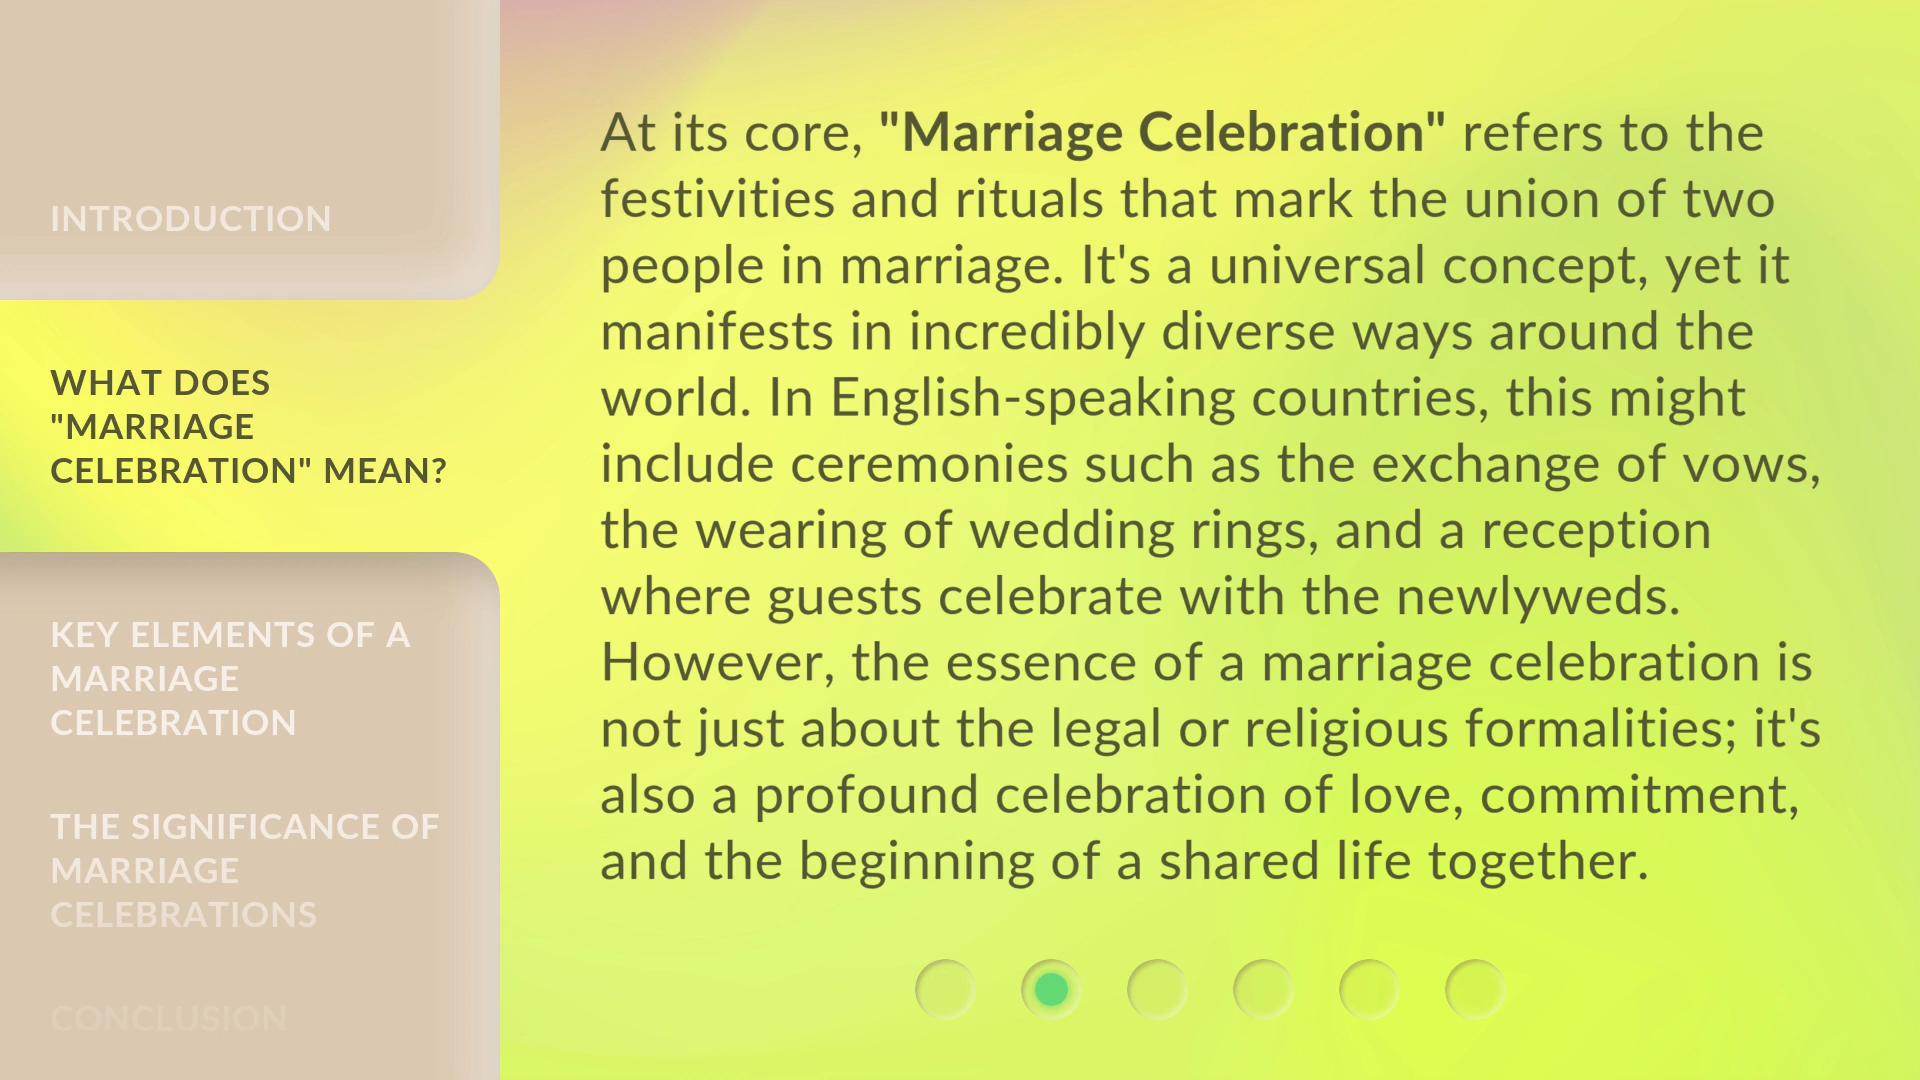 INTRODUCTION
WHAT DOES
"MARRIAGE
CELEBRATION" MEAN?
KEY ELEMENTS OF A
MARRIAGE
CELEBRATION
THE SIGNIFICANCE OF
MARRIAGE
CELEBRATIONS
CONCLUSION
At its core, "Marriage Celebration" refers to the
festivities and rituals that mark the union of two
people in marriage. It's a universal concept, yet it
manifests in incredibly diverse ways around the
world. In English-speaking countries, this might
include ceremonies such as the exchange of vows,
the wearing of wedding rings, and a reception
where guests celebrate with the newlyweds.
However, the essence of a marriage celebration is
not just about the legal or religious formalities; it's
also a profound celebration of love, commitment,
and the beginning of a shared life together.